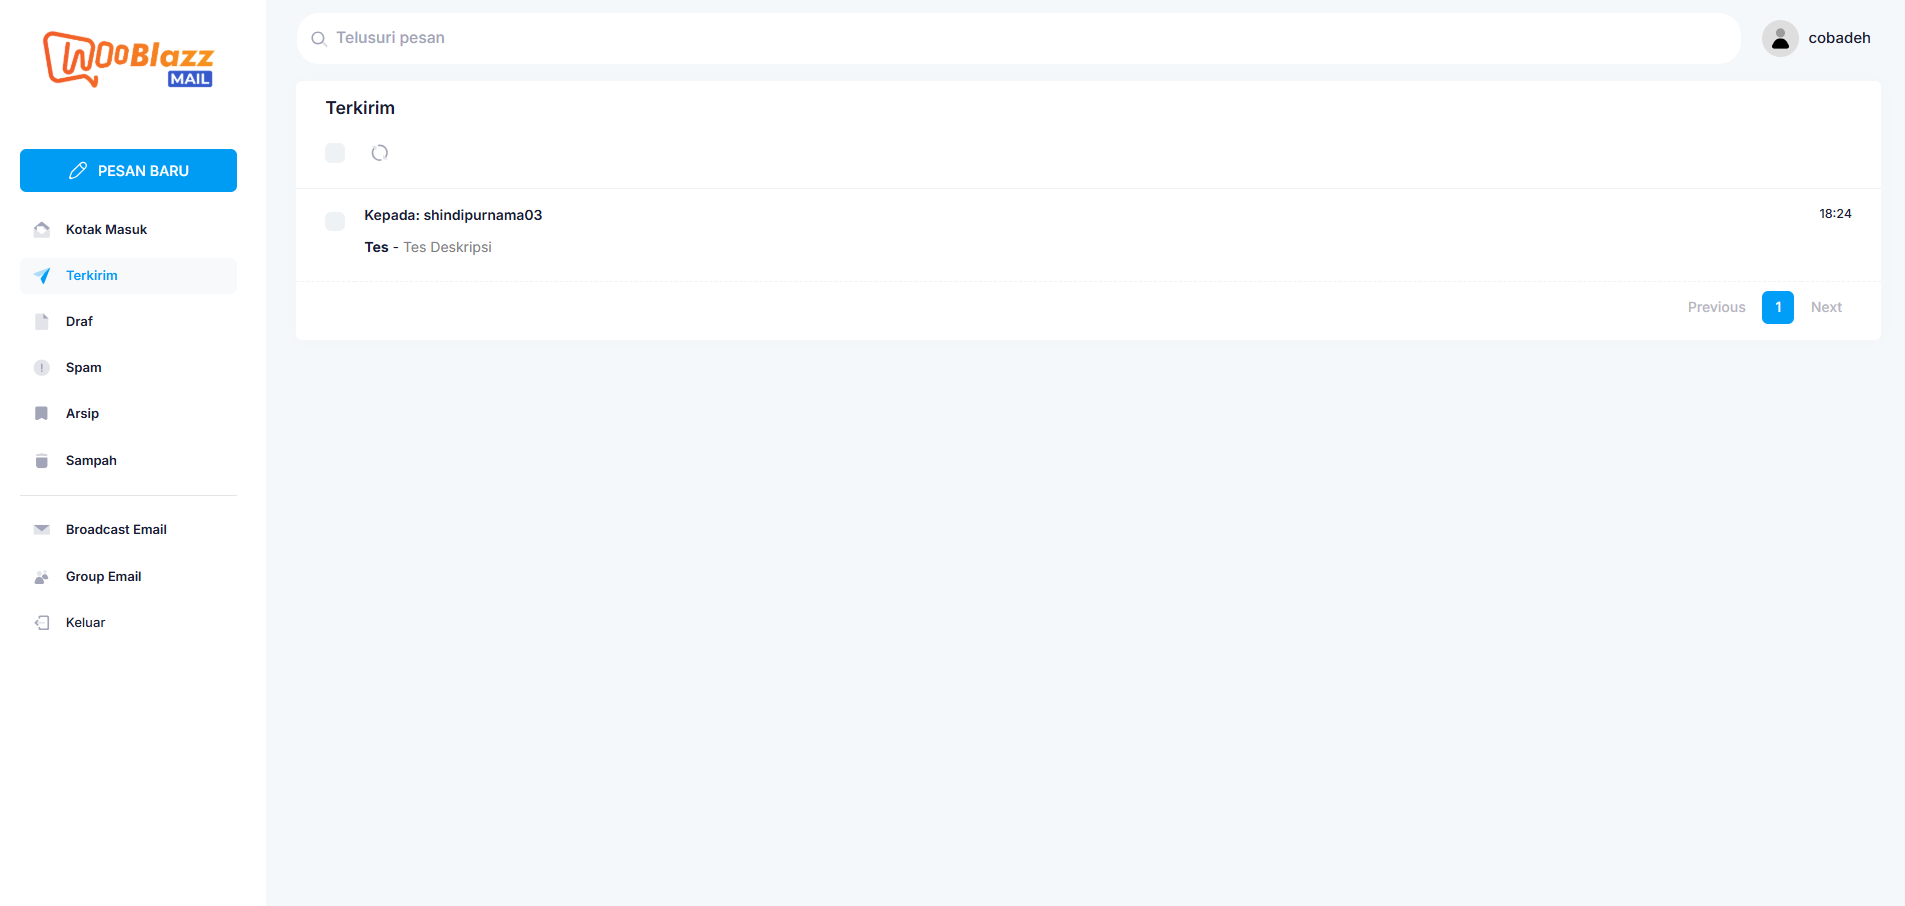 WooBlazz
MAIL
Telusuri pesan
cobadeh
PESAN BARU
Kotak Masuk
Terkirim
Draf
Spam
Arsip
Sampah
Broadcast Email
Group Email
Keluar
Terkirim
Kepada: shindipurnama03
18:24
Tes - Tes Deskripsi
Previous 1 Next